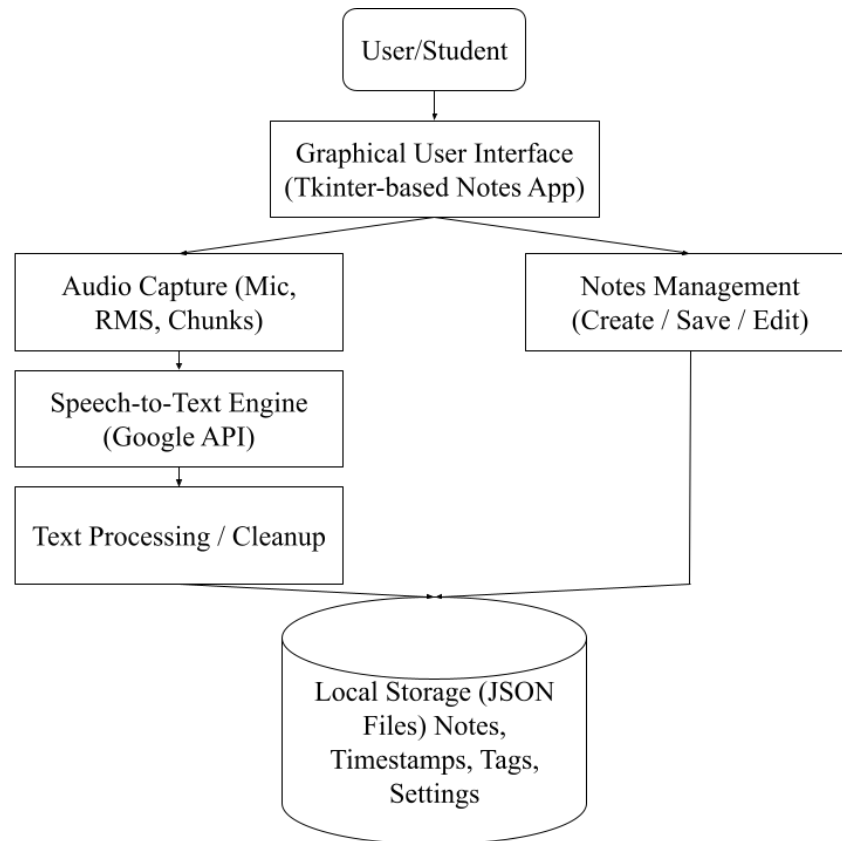 User/Student
Graphical User Interface
(Tkinter-based Notes App)
Audio Capture (Mic,
RMS, Chunks)
Notes Management
(Create / Save / Edit)
Speech-to-Text Engine
(Google API)
Text Processing / Cleanup
Local Storage (JSON
Files) Notes,
Timestamps, Tags,
Settings